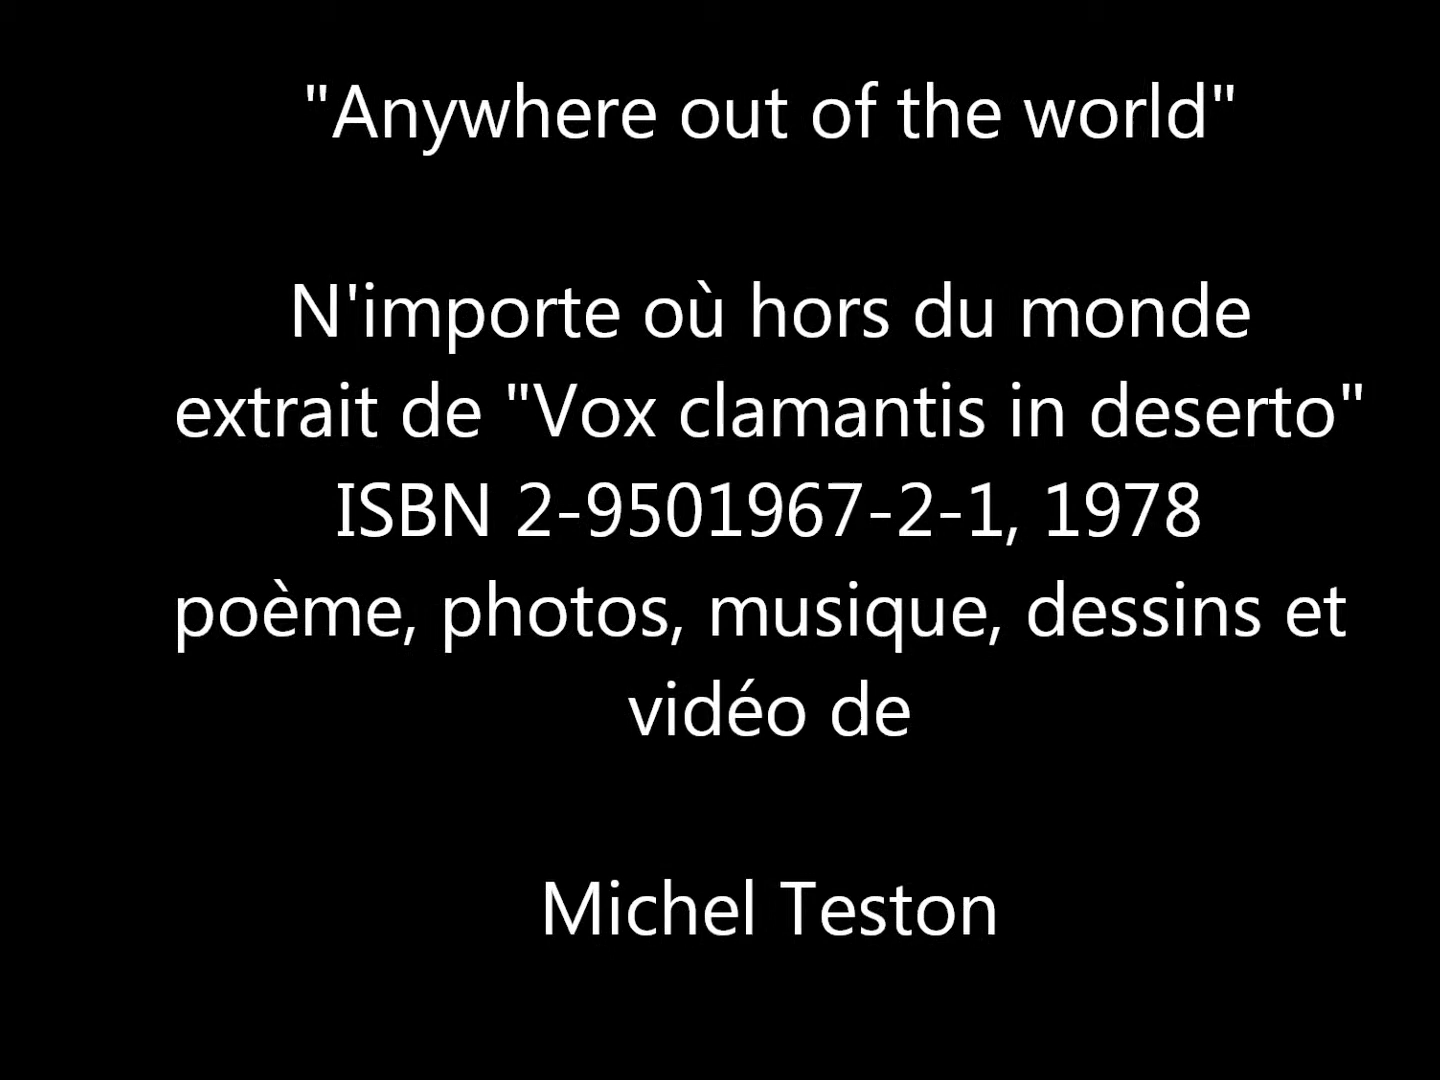 "Anywhere out of the world"
N'importe où hors du monde
extrait de "Vox clamantis in deserto"
ISBN 2-9501967-2-1, 1978
poème, photos, musique, dessins et
vidéo de
Michel Teston